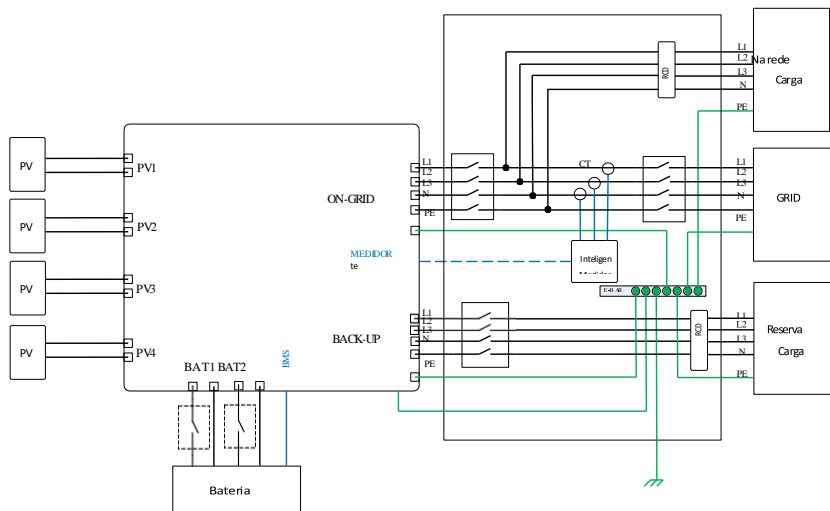 L1
L2
Na rede
RCD
L3
Carga
N
PE
PV
PV1
L1
L2
L3
N
PE
CT
L1
L2
L3
N
PE
GRID
ON-GRID
PV
PV2
MEDIDOR
te
Inteligen
PV
PV3
L1
L2
L3
N
PE
BACK-UP
RCD
L1
L2
L3
N
PE
Reserva
Carga
PV
PV4
BAT1 BAT2
BMS
Bateria